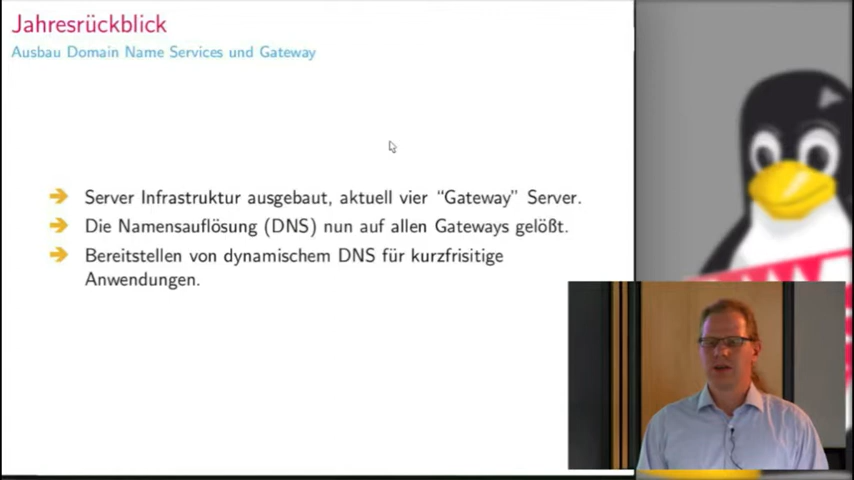 Jahresrückblick
Ausbau Domain Name Services und Gateway
Server Infrastruktur ausgebaut, aktuell vier “Gateway” Server.
Die Namensauflösung (DNS) nun auf allen Gateways gelößt.
Bereitstellen von dynamischem DNS für kurzfrisitige
Anwendungen.